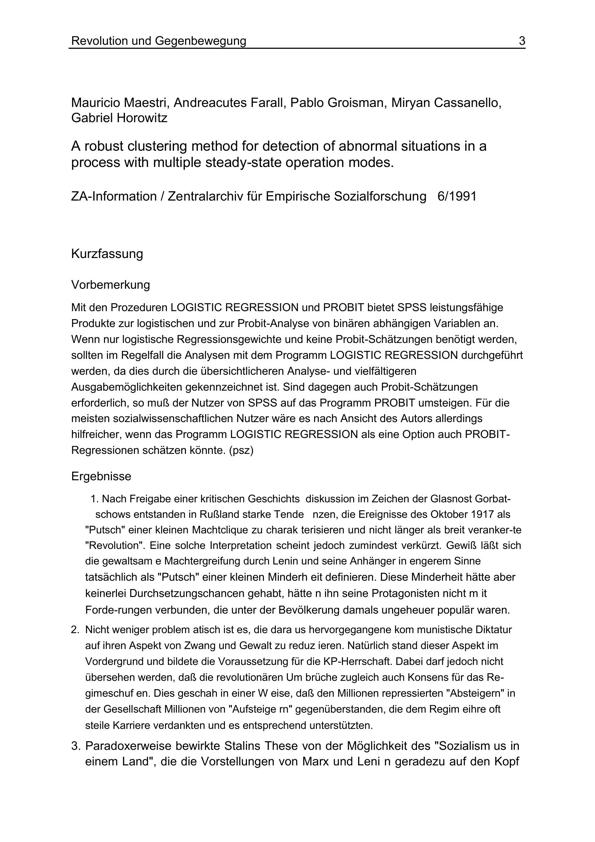 Revolution und Gegenbewegung 3
Mauricio Maestri, Andreacutes Farall, Pablo Groisman, Miryan Cassanello,
Gabriel Horowitz
A robust clustering method for detection of abnormal situations in a
process with multiple steady-state operation modes.
ZA-Information / Zentralarchiv für Empirische Sozialforschung 6/1991
Kurzfassung
Vorbemerkung
Mit den Prozeduren LOGISTIC REGRESSION und PROBIT bietet SPSS leistungsfähige
Produkte zur logistischen und zur Probit-Analyse von binären abhängigen Variablen an.
Wenn nur logistische Regressionsgewichte und keine Probit-Schätzungen benötigt werden,
sollten im Regelfall die Analysen mit dem Programm LOGISTIC REGRESSION durchgeführt
werden, da dies durch die übersichtlicheren Analyse- und vielfältigeren
Ausgabemöglichkeiten gekennzeichnet ist. Sind dagegen auch Probit-Schätzungen
erforderlich, so muß der Nutzer von SPSS auf das Programm PROBIT umsteigen. Für die
meisten sozialwissenschaftlichen Nutzer wäre es nach Ansicht des Autors allerdings
hilfreicher, wenn das Programm LOGISTIC REGRESSION als eine Option auch PROBIT-
Regressionen schätzen könnte. (psz)
Ergebnisse
1. Nach Freigabe einer kritischen Geschichts diskussion im Zeichen der Glasnost Gorbat-
schows entstanden in Rußland starke Tende nzen, die Ereignisse des Oktober 1917 als
"Putsch" einer kleinen Machtclique zu charak terisieren und nicht länger als breit veranker-te
"Revolution". Eine solche Interpretation scheint jedoch zumindest verkürzt. Gewiß läßt sich
die gewaltsam e Machtergreifung durch Lenin und seine Anhänger in engerem Sinne
tatsächlich als "Putsch" einer kleinen Minderh eit definieren. Diese Minderheit hätte aber
keinerlei Durchsetzungschancen gehabt, hätte n ihn seine Protagonisten nicht m it
Forde-rungen verbunden, die unter der Bevölkerung damals ungeheuer populär waren.
2. Nicht weniger problem atisch ist es, die dara us hervorgegangene kom munistische Diktatur
auf ihren Aspekt von Zwang und Gewalt zu reduz ieren. Natürlich stand dieser Aspekt im
Vordergrund und bildete die Voraussetzung für die KP-Herrschaft. Dabei darf jedoch nicht
übersehen werden, daß die revolutionären Um brüche zugleich auch Konsens für das Re-
gimeschuf en. Dies geschah in einer W eise, daß den Millionen repressierten "Absteigern" in
der Gesellschaft Millionen von "Aufsteige rn" gegenüberstanden, die dem Regim eihre oft
steile Karriere verdankten und es entsprechend unterstützten.
3. Paradoxerweise bewirkte Stalins These von der Möglichkeit des "Sozialism us in
einem Land", die die Vorstellungen von Marx und Leni n geradezu auf den Kopf